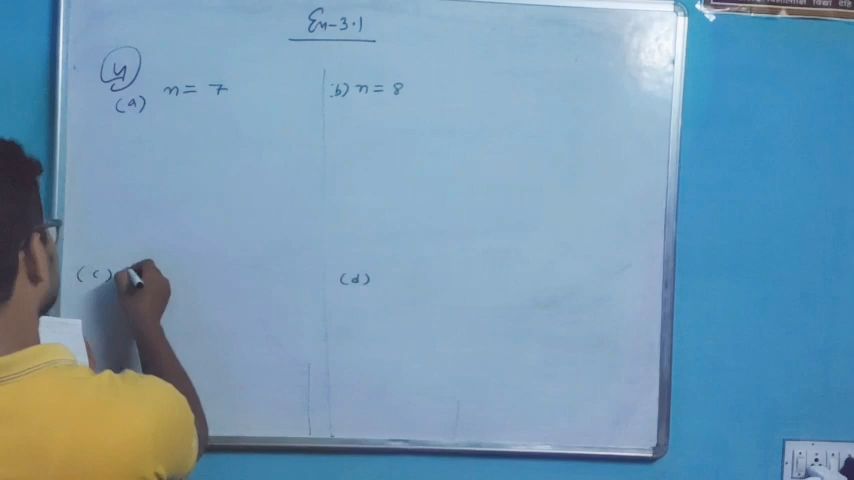 Ex-3.1
4
(a) n = 7
(b) n = 8
(c)
(d)